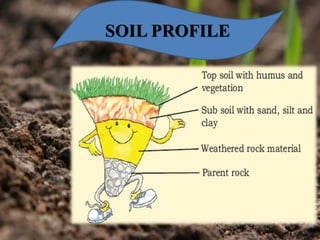 SOIL PROFILE
Top soil with humus and
vegetation
Sub soil with sand, silt and
clay
Weathered rock material
Parent rock